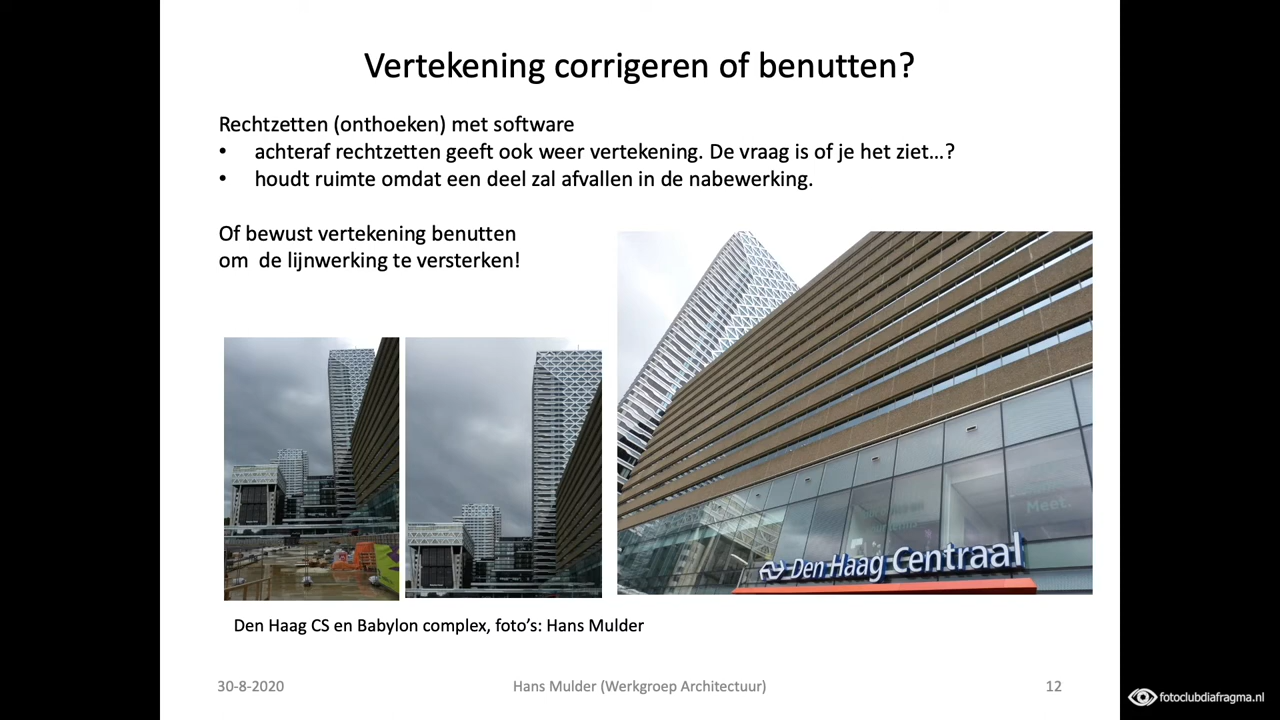 Vertekening corrigeren of benutten?
Rechtzetten (onthoeken) met software
• achteraf rechtzetten geeft ook weer vertekening. De vraag is of je het ziet…?
• houdt ruimte omdat een deel zal afvallen in de nabewerking.
Of bewust vertekening benutten
om de lijnwerking te versterken!
Meet.
Den Haag Centraal
Den Haag CS en Babylon complex, foto’s: Hans Mulder
30-8-2020
Hans Mulder (Werkgroep Architectuur)
12
fotoclubdiafragma.nl